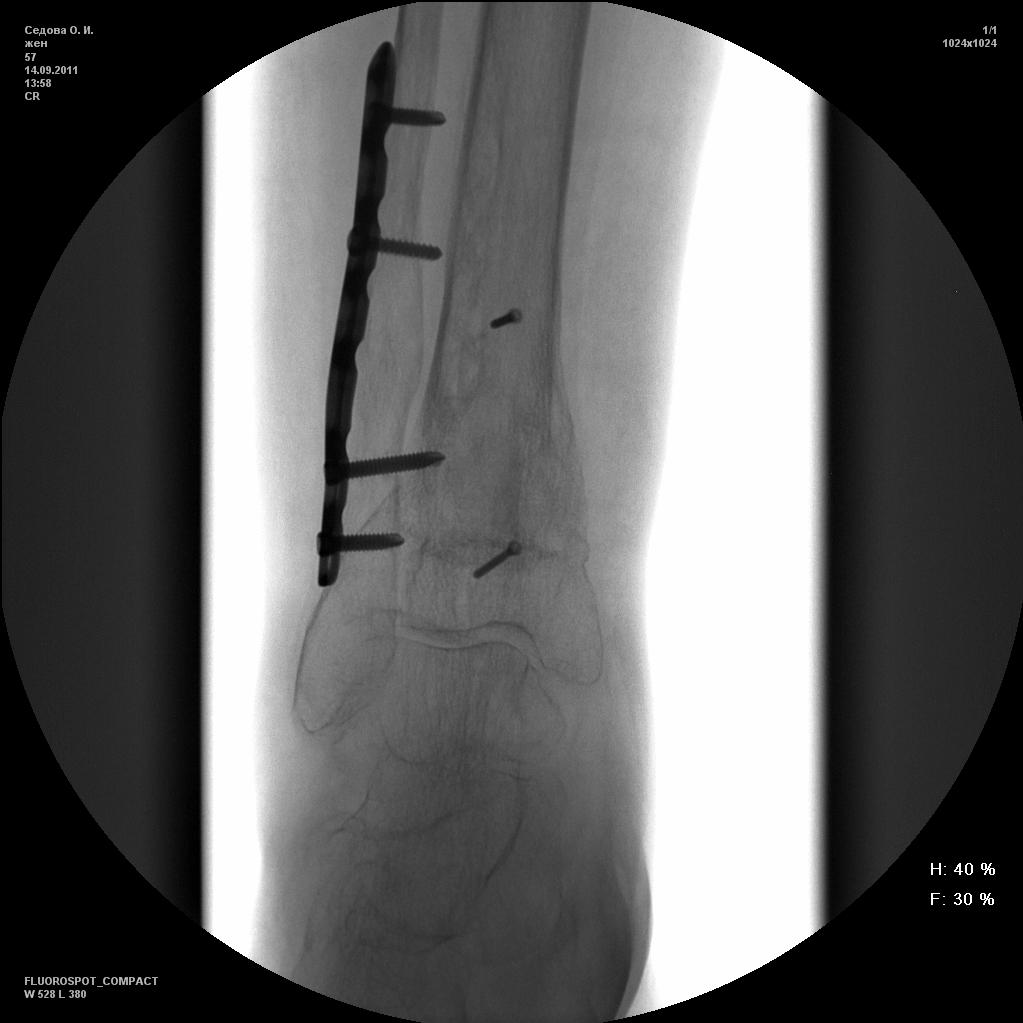 Седова О. И.
жен
57
14.09.2011
13:58
CR
1/1
1024x1024
H: 40 %
F: 30 %
FLUOROSPOT_COMPACT
W 528 L 380